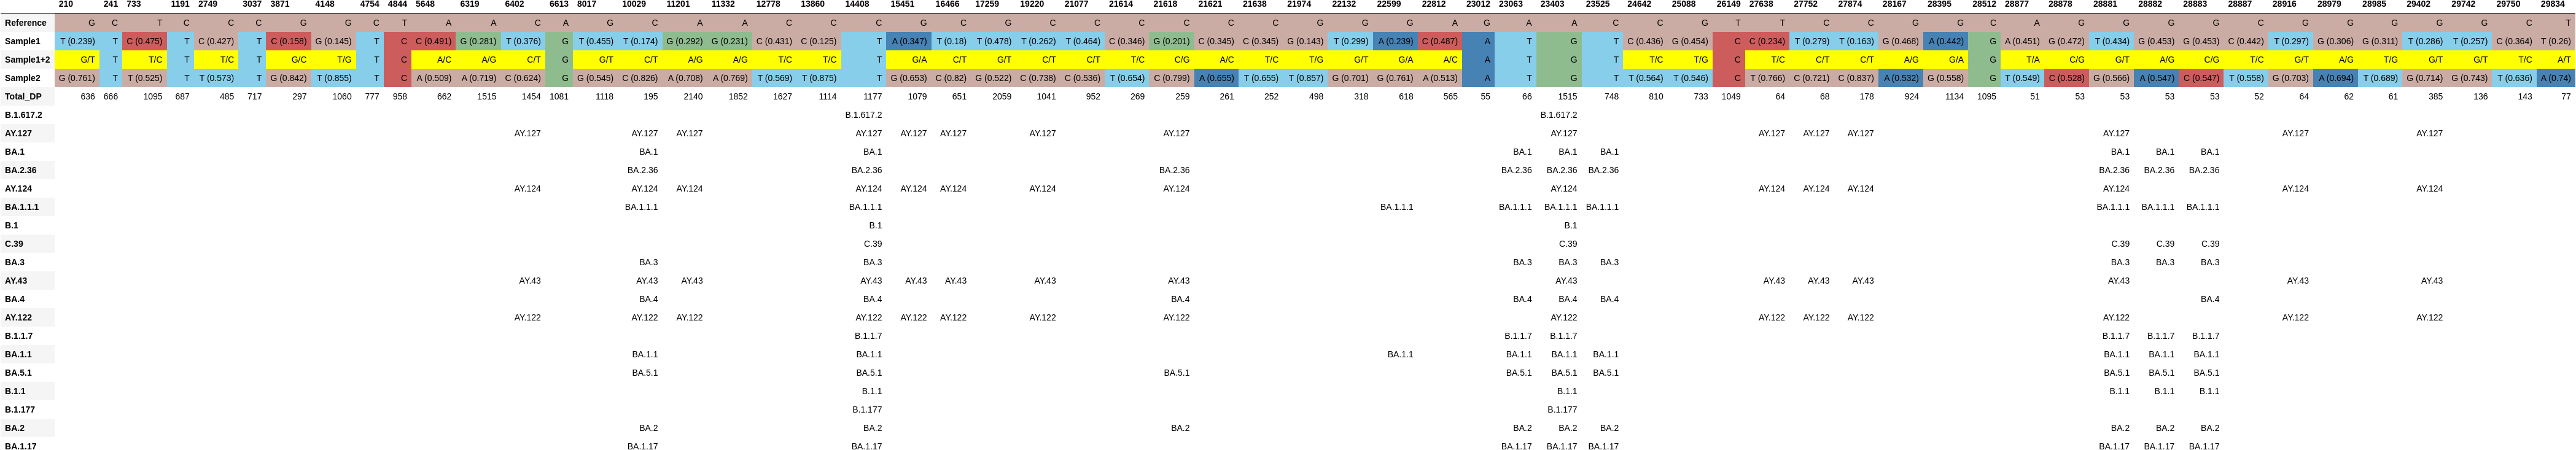 210 241 733 1191 2749 3037 3871 4148 4754 4844 5648 6319 6402 6613 8017 10029 11201 11332 12778 13860 14408 15451 16466 17259 19220 21077 21614 21618 21621 21638 21974 22132 22599 22812 23012 23063 23403 23525 24642 25088 26149 27638 27752 27874 28167 28395 28512 28877 28878 28881 28882 28883 28887 28916 28979 28985 29402 29742 29750 29834
Reference G C T C C C G G C T A A C A G C A A C C C G C G C C C C C C G G G A G A A C C G T T C C G G C A G G G G C G G G G G C T
Sample1 T (0.239) T C (0.475) T C (0.427) T C (0.158) G (0.145) T C C (0.491) G (0.281) T (0.376) G T (0.455) T (0.174) G (0.292) G (0.231) C (0.431) C (0.125) T A (0.347) T (0.18) T (0.478) T (0.262) T (0.464) C (0.346) G (0.201) C (0.345) C (0.345) G (0.143) T (0.299) A (0.239) C (0.487) A T G T C (0.436) G (0.454) C C (0.234) T (0.279) T (0.163) G (0.468) A (0.442) G A (0.451) G (0.472) T (0.434) G (0.453) G (0.453) C (0.442) T (0.297) G (0.306) G (0.311) T (0.286) T (0.257) C (0.364) T (0.26)
Sample1+2 G/T T T/C T T/C T G/C T/G T C A/C A/G C/T G G/T C/T A/G A/G T/C T/C T G/A C/T G/T C/T C/T T/C C/G A/C T/C T/G G/T G/A A/C A T G T T/C T/G C T/C C/T C/T A/G G/A G T/A C/G G/T A/G C/G T/C G/T A/G T/G G/T G/T T/C A/T
Sample2 G (0.761) T T (0.525) T T (0.573) T G (0.842) T (0.855) T C A (0.509) A (0.719) C (0.624) G G (0.545) C (0.826) A (0.708) A (0.769) T (0.569) T (0.875) T G (0.653) C (0.82) G (0.522) C (0.738) C (0.536) T (0.654) C (0.799) A (0.655) T (0.655) T (0.857) G (0.701) G (0.761) A (0.513) A T G T T (0.564) T (0.546) C T (0.766) C (0.721) C (0.837) A (0.532) G (0.558) G T (0.549) C (0.528) G (0.566) A (0.547) C (0.547) T (0.558) G (0.703) A (0.694) T (0.689) G (0.714) G (0.743) T (0.636) A (0.74)
Total_DP 636 666 1095 687 485 717 297 1060 777 958 662 1515 1454 1081 1118 195 2140 1852 1627 1114 1177 1079 651 2059 1041 952 269 259 261 252 498 318 618 565 55 66 1515 748 810 733 1049 64 68 178 924 1134 1095 51 53 53 53 53 52 64 62 61 385 136 143 77
B.1.617.2 B.1.617.2 B.1.617.2
AY.127 AY.127 AY.127 AY.127 AY.127 AY.127 AY.127 AY.127 AY.127 AY.127 AY.127 AY.127 AY.127 AY.127 AY.127 AY.127
BA.1 BA.1 BA.1 BA.1 BA.1 BA.1 BA.1 BA.1 BA.1
BA.2.36 BA.2.36 BA.2.36 BA.2.36 BA.2.36 BA.2.36 BA.2.36 BA.2.36 BA.2.36 BA.2.36
AY.124 AY.124 AY.124 AY.124 AY.124 AY.124 AY.124 AY.124 AY.124 AY.124 AY.124 AY.124 AY.124 AY.124 AY.124 AY.124
BA.1.1.1 BA.1.1.1 BA.1.1.1 BA.1.1.1 BA.1.1.1 BA.1.1.1 BA.1.1.1 BA.1.1.1 BA.1.1.1 BA.1.1.1
B.1 B.1 B.1
C.39 C.39 C.39 C.39 C.39 C.39
BA.3 BA.3 BA.3 BA.3 BA.3 BA.3 BA.3 BA.3 BA.3
AY.43 AY.43 AY.43 AY.43 AY.43 AY.43 AY.43 AY.43 AY.43 AY.43 AY.43 AY.43 AY.43 AY.43 AY.43 AY.43
BA.4 BA.4 BA.4 BA.4 BA.4 BA.4 BA.4 BA.4
AY.122 AY.122 AY.122 AY.122 AY.122 AY.122 AY.122 AY.122 AY.122 AY.122 AY.122 AY.122 AY.122 AY.122 AY.122 AY.122
B.1.1.7 B.1.1.7 B.1.1.7 B.1.1.7 B.1.1.7 B.1.1.7 B.1.1.7
BA.1.1 BA.1.1 BA.1.1 BA.1.1 BA.1.1 BA.1.1 BA.1.1 BA.1.1 BA.1.1 BA.1.1
BA.5.1 BA.5.1 BA.5.1 BA.5.1 BA.5.1 BA.5.1 BA.5.1 BA.5.1 BA.5.1 BA.5.1
B.1.1 B.1.1 B.1.1 B.1.1 B.1.1 B.1.1
B.1.177 B.1.177 B.1.177
BA.2 BA.2 BA.2 BA.2 BA.2 BA.2 BA.2 BA.2 BA.2 BA.2
BA.1.17 BA.1.17 BA.1.17 BA.1.17 BA.1.17 BA.1.17 BA.1.17 BA.1.17 BA.1.17